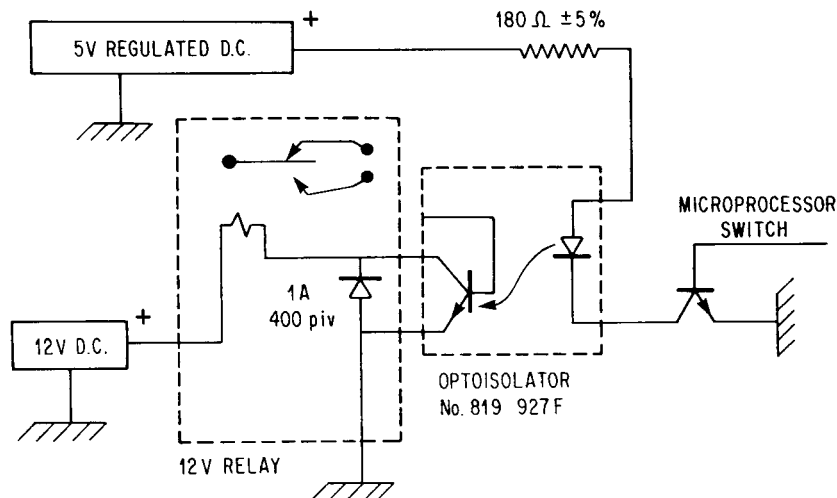 5V REGULATED D.C.
+
180 Ω ±5%
MICROPROCESSOR
SWITCH
1A
400 piv
12V D.C.
+
OPTOISOLATOR
No. 819 927F
12V RELAY